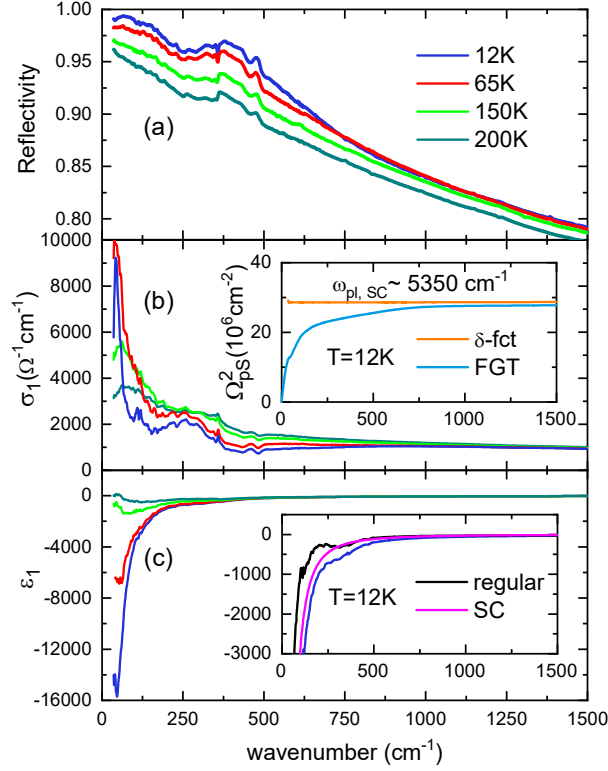 1.00
0.95
0.90
0.85
0.80
Reflectivity
(a)
12K
65K
150K
200K
10000
8000
6000
4000
2000
0
σ₁(Ω⁻¹cm⁻¹)
(b)
40
20
0
Ω²pS(10⁶cm⁻²)
ωpl, SC~ 5350 cm⁻¹
T=12K
δ-fct
FGT
0 500 1000 1500
0
-4000
-8000
-12000
-16000
ε₁
(c)
0
-1000
-2000
-3000
T=12K
regular
SC
0 500 1000 1500
0 250 500 750 1000 1250 1500
wavenumber (cm⁻¹)